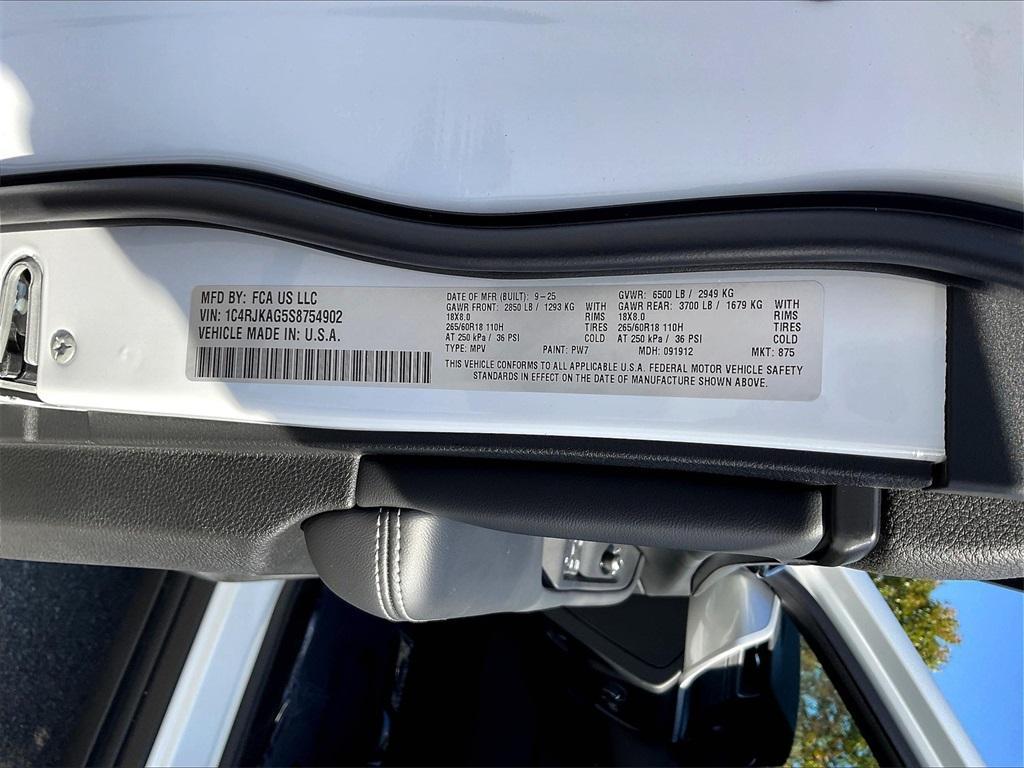 MFD BY: FCA US LLC
VIN: 1C4RJKAG5S8754902
VEHICLE MADE IN: U.S.A.
DATE OF MFR (BUILT): 9-25 GVWR: 6500 LB / 2949 KG
GAWR FRONT: 2850 LB / 1293 KG WITH GAWR REAR: 3700 LB / 1679 KG WITH
18X8.0 RIMS 18X8.0 RIMS
265/60R18 110H TIRES 265/60R18 110H TIRES
AT 250 kPa / 36 PSI COLD AT 250 kPa / 36 PSI COLD
TYPE: MPV PAINT: PW7 MDH: 091912 MKT: 875
THIS VEHICLE CONFORMS TO ALL APPLICABLE U.S.A. FEDERAL MOTOR VEHICLE SAFETY
STANDARDS IN EFFECT ON THE DATE OF MANUFACTURE SHOWN ABOVE.